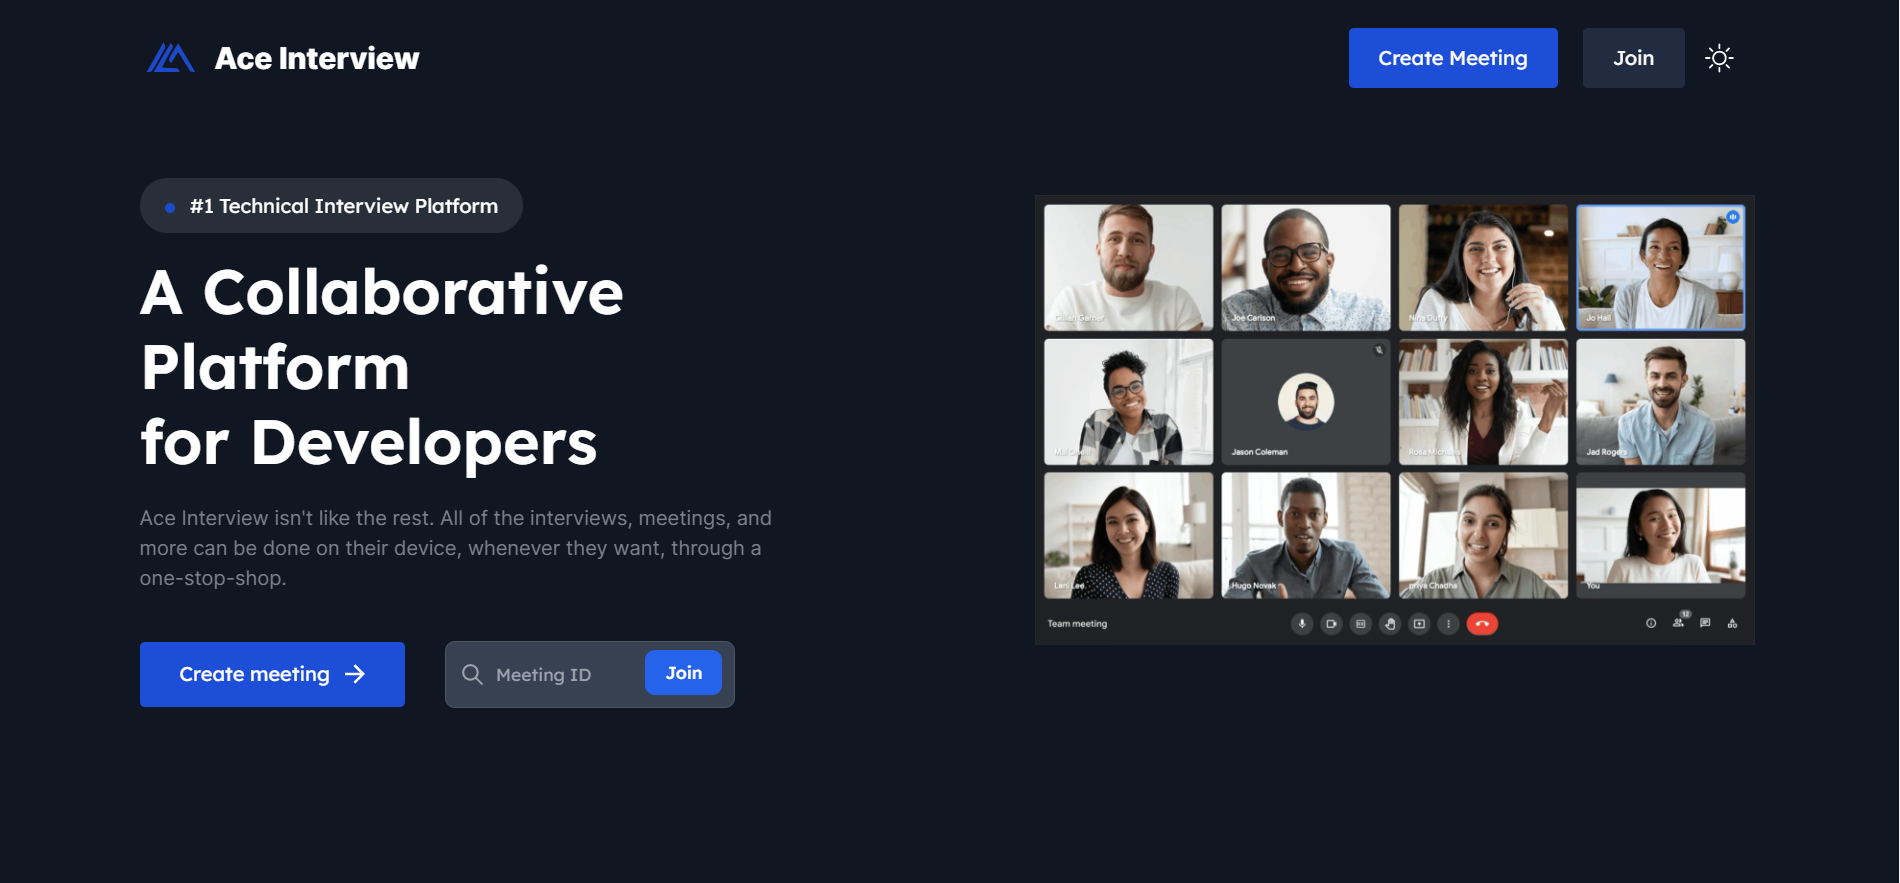 Ace Interview
Create Meeting
Join
#1 Technical Interview Platform
A Collaborative
Platform
for Developers
Ace Interview isn't like the rest. All of the interviews, meetings, and
more can be done on their device, whenever they want, through a
one-stop-shop.
Create meeting
Meeting ID
Join
Garner
Joe Carlson
Nina Duffy
Jo Hall
Jason Coleman
Rosa
Jad Rogers
Lani Lee
Hugo Novak
priya Chadha
You
Team meeting
12